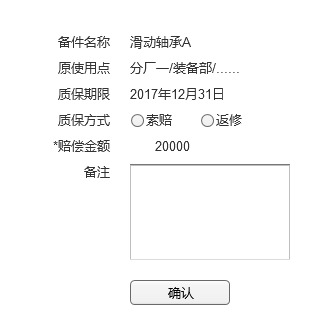 备件名称 滑动轴承A
原使用点 分厂一/装备部/……
质保期限 2017年12月31日
质保方式 索赔 返修
*赔偿金额 20000
备注
确认